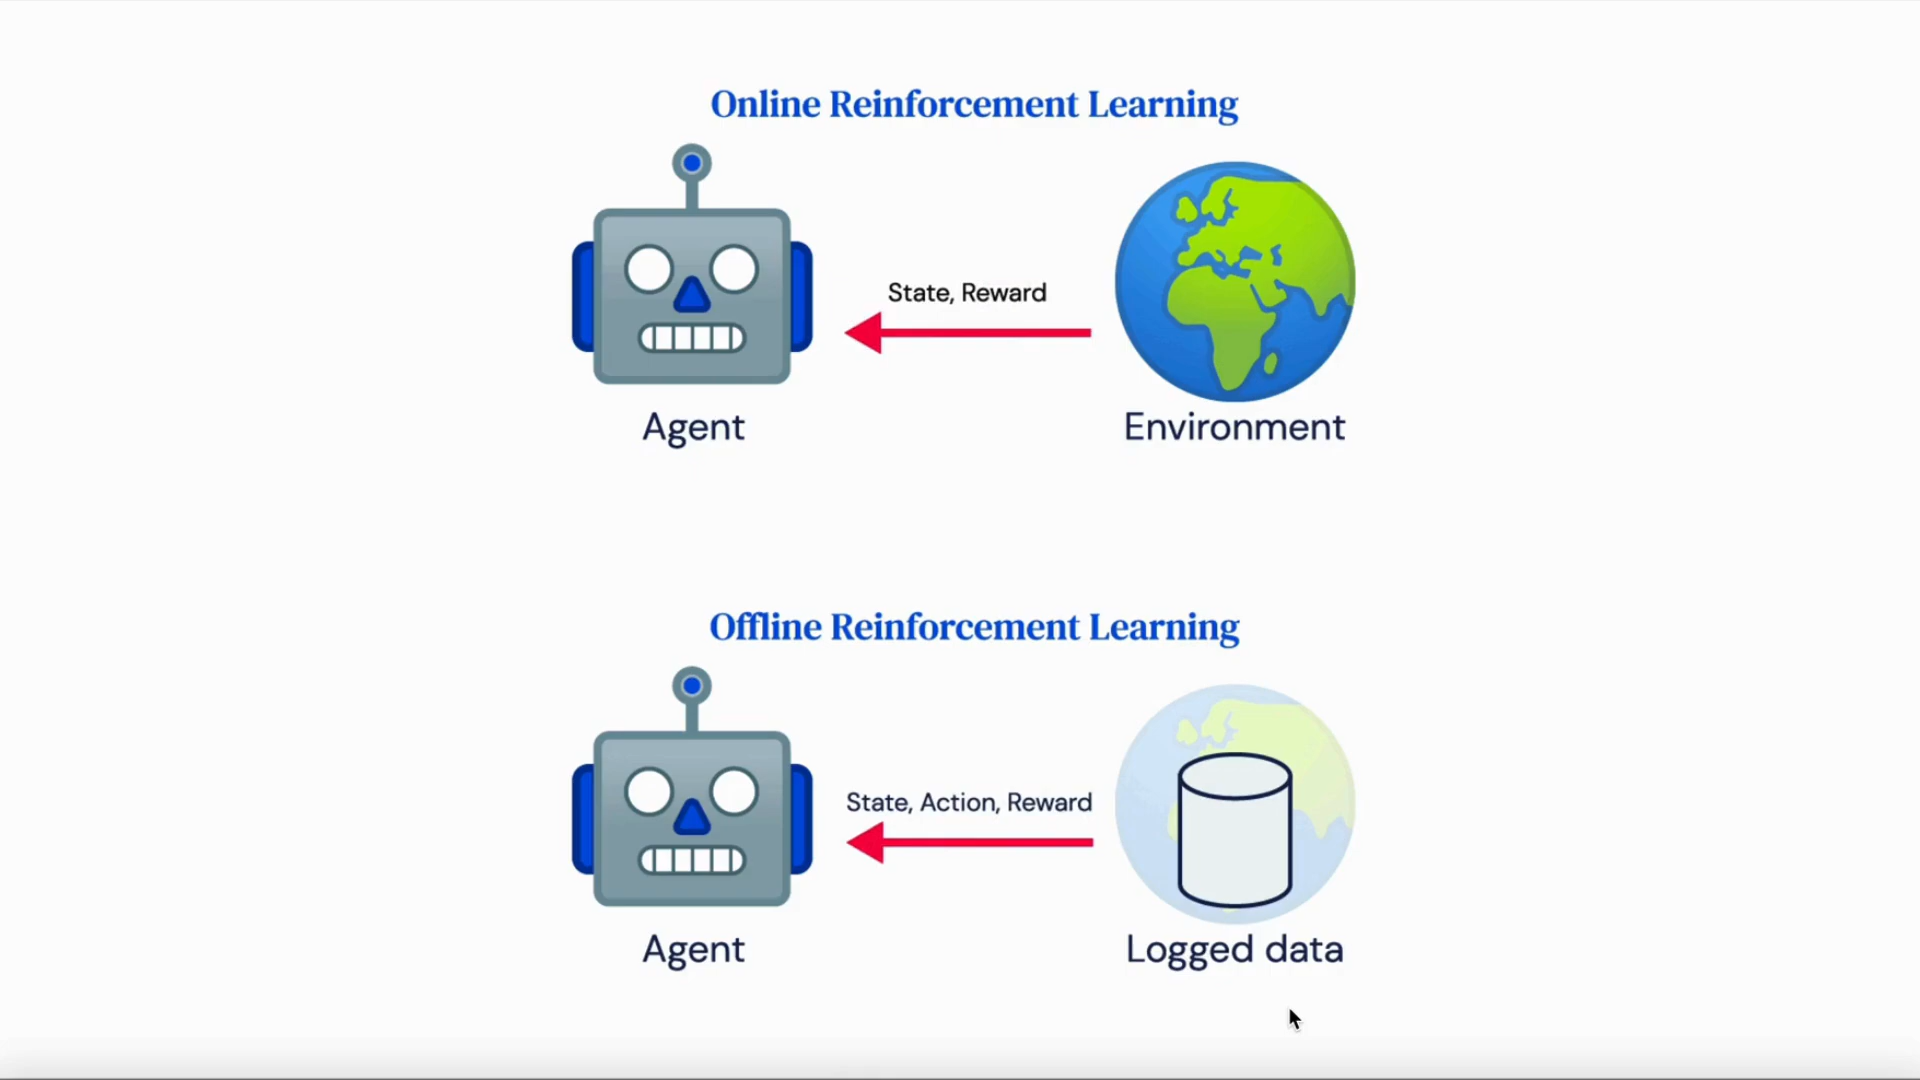 Online Reinforcement Learning
State, Reward
Agent
Environment
Offline Reinforcement Learning
State, Action, Reward
Agent
Logged data